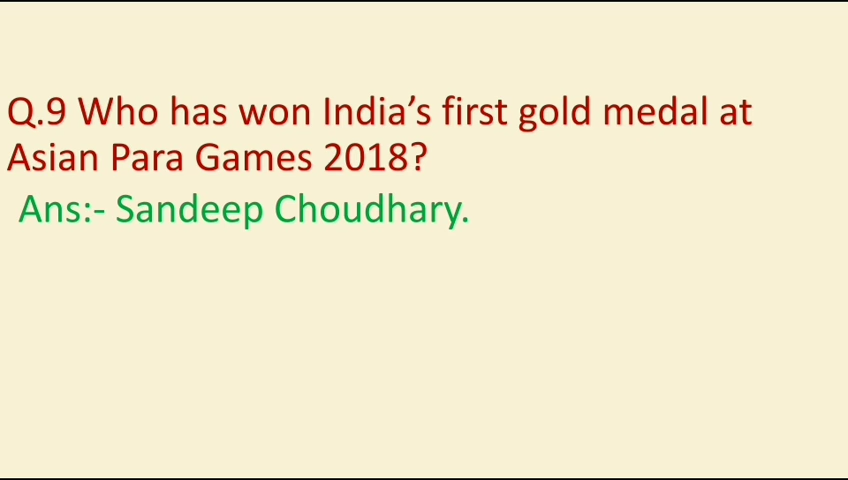 Q.9 Who has won India’s first gold medal at
Asian Para Games 2018?
Ans:- Sandeep Choudhary.